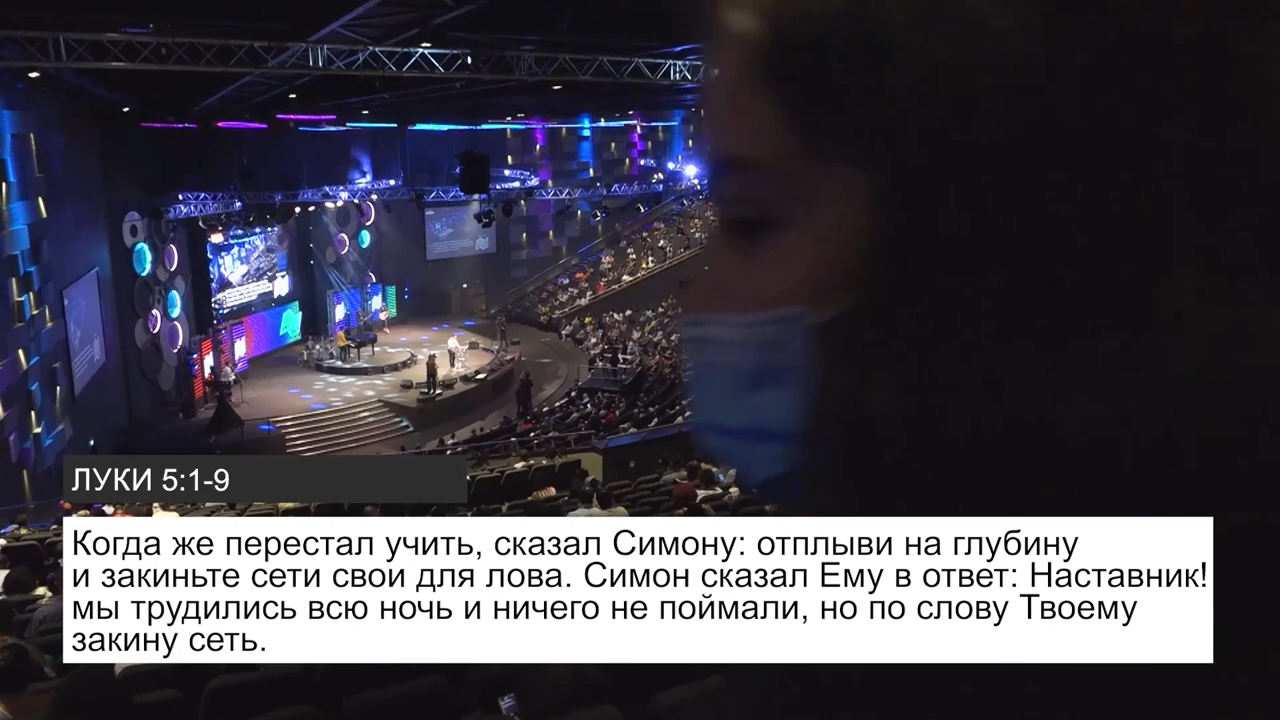 ЛУКИ 5:1-9
Когда же перестал учить, сказал Симону: отплыви на глубину
и закиньте сети свои для лова. Симон сказал Ему в ответ: Наставник!
мы трудились всю ночь и ничего не поймали, но по слову Твоему
закину сеть.